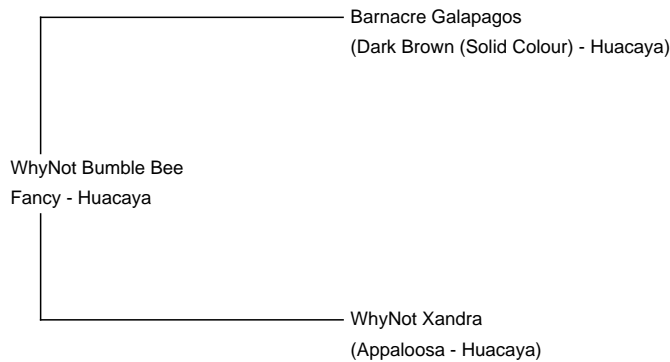 Barnacre Galapagos
(Dark Brown (Solid Colour) - Huacaya)
WhyNot Bumble Bee
Fancy - Huacaya
WhyNot Xandra
(Appaloosa - Huacaya)